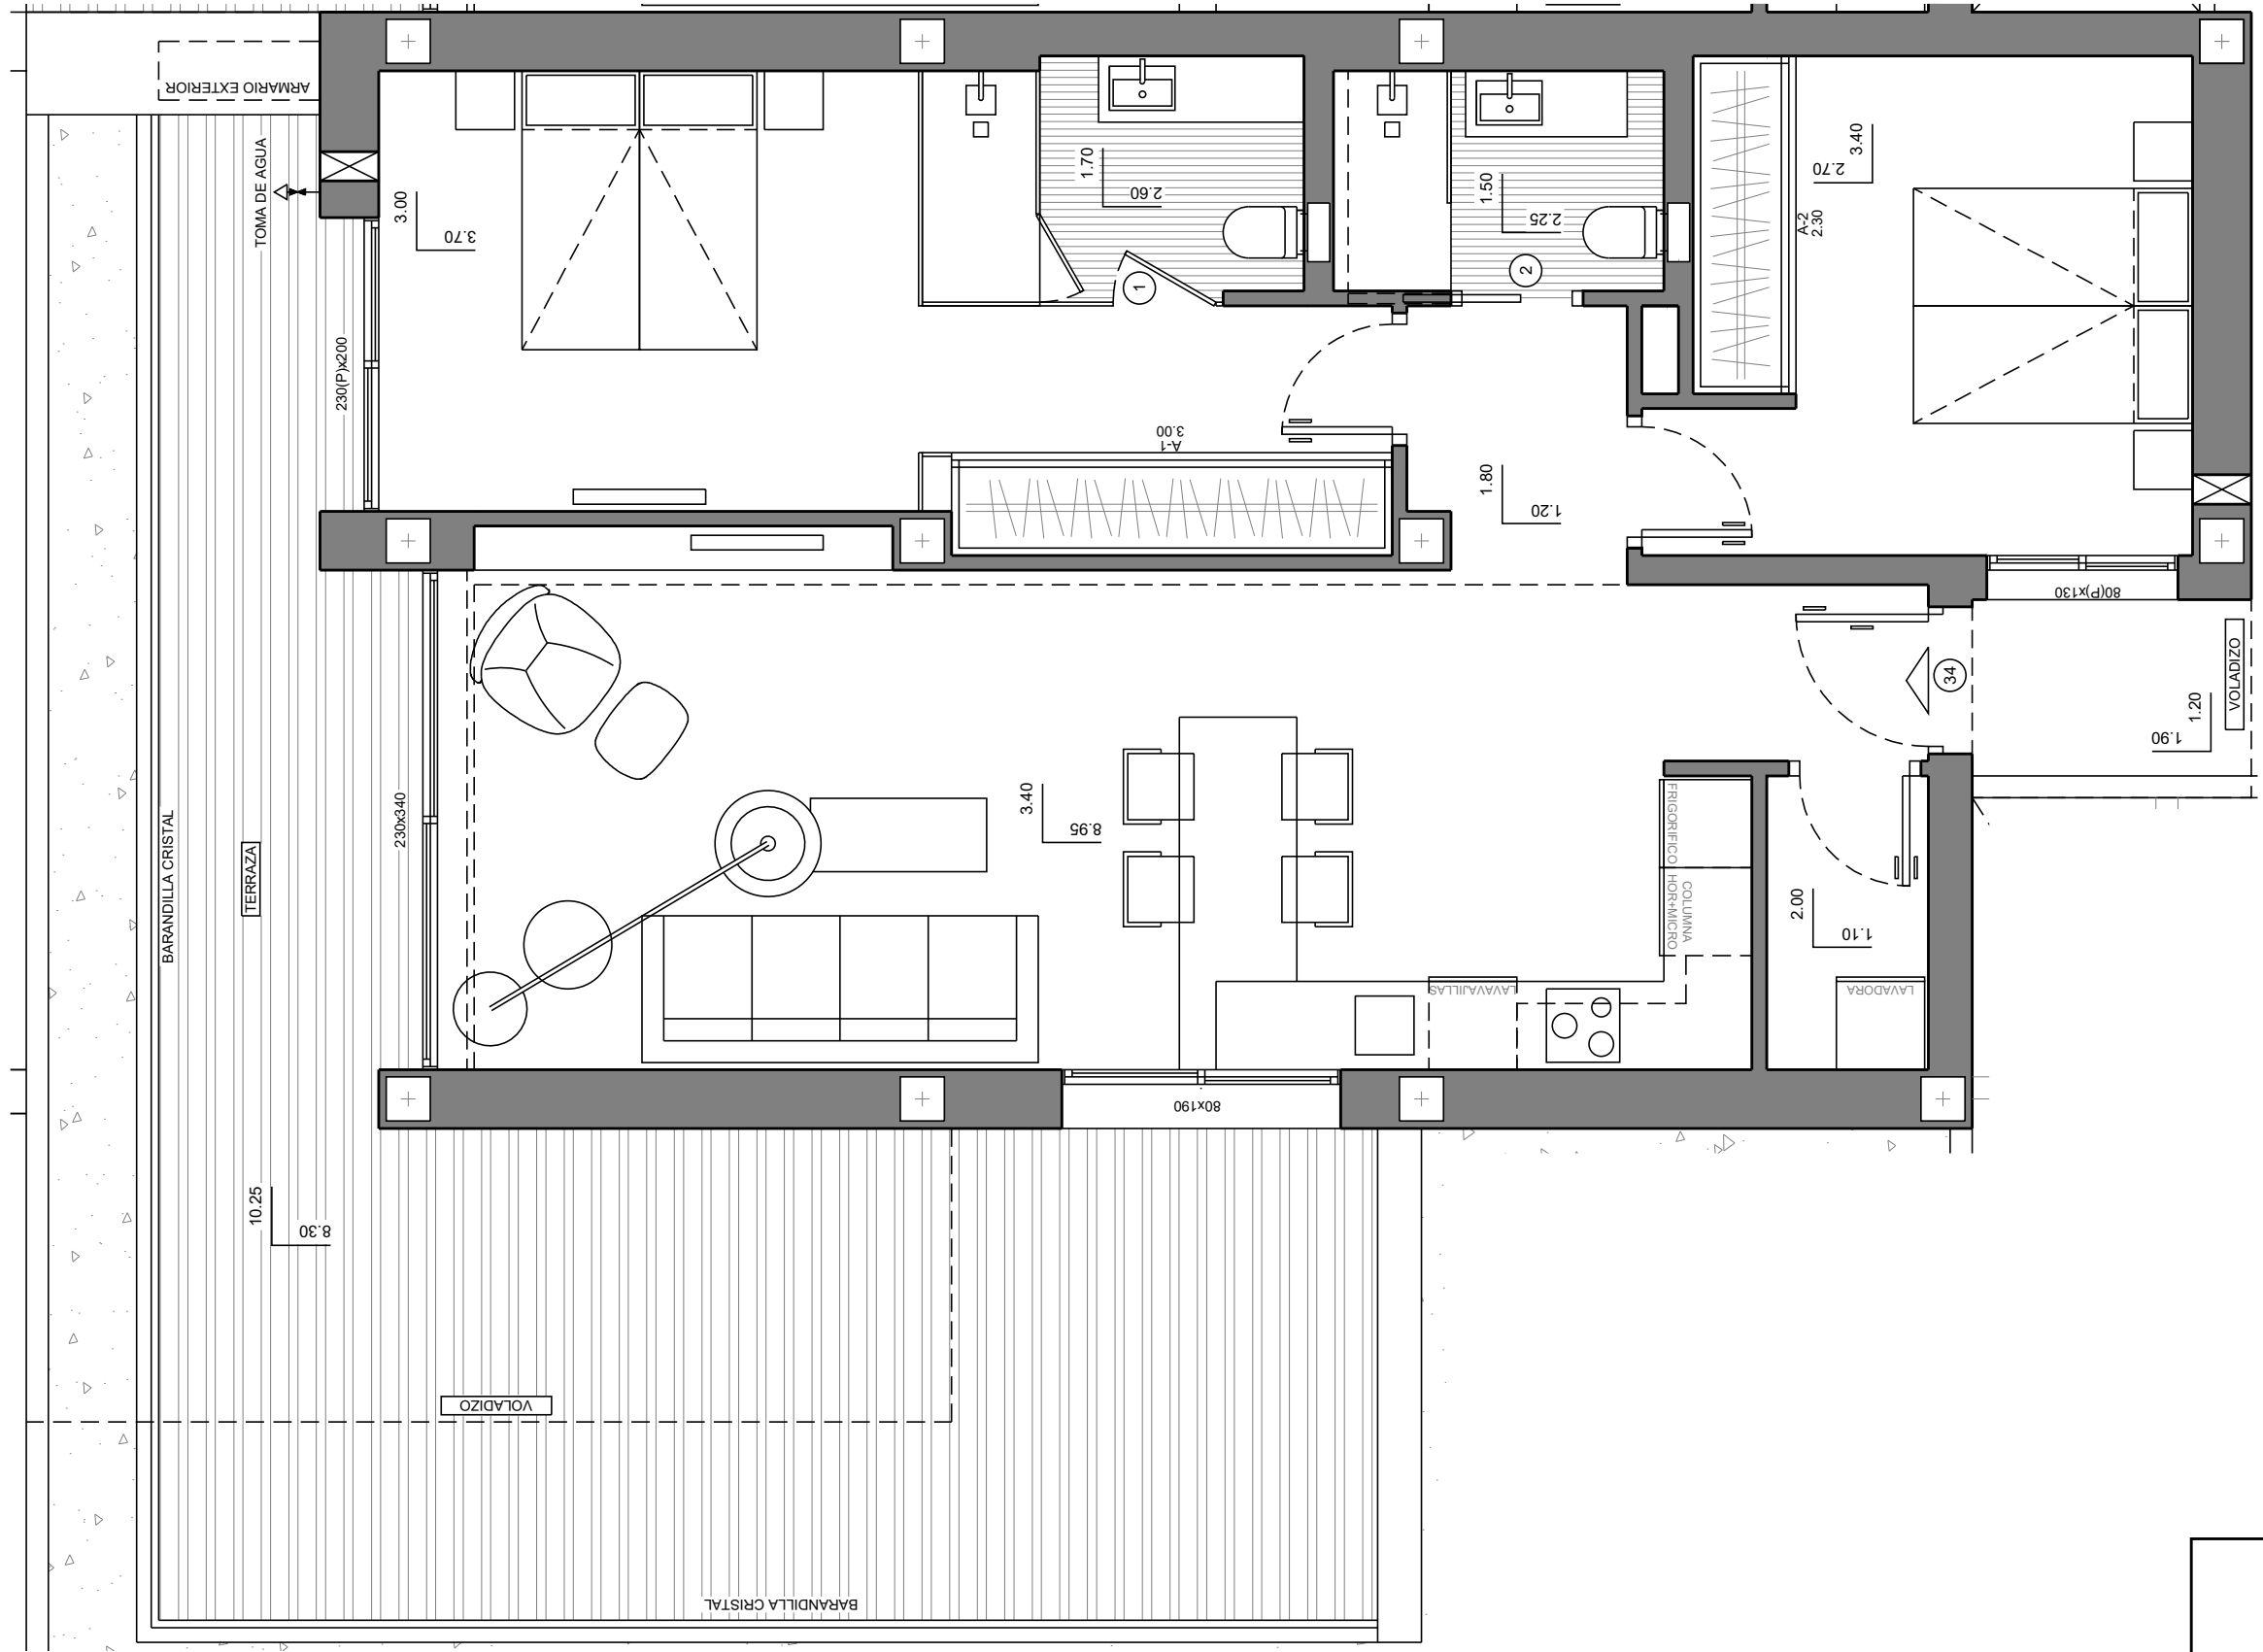 ARMARIO EXTERIOR
TOMA DE AGUA
3.00
3.70
230(P)x200
1.70
2.60
1
1.50
2.25
2
A-2
2.30
3.40
2.70
A-1
3.00
1.80
1.20
80(P)x130
VOLADIZO
1.20
1.90
34
BARANDILLA CRISTAL
TERRAZA
230x340
3.40
8.95
FRIGORIFICO
COLUMNA
HOR+MICRO
LAVAVAJILLAS
2.00
1.10
LAVADORA
80x190
10.25
8.30
VOLADIZO
BARANDILLA CRISTAL